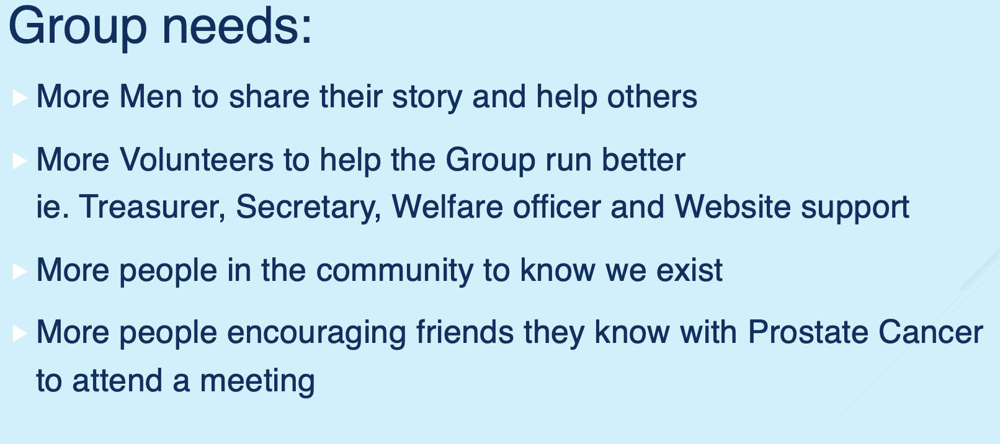 Group needs:
More Men to share their story and help others
More Volunteers to help the Group run better
ie. Treasurer, Secretary, Welfare officer and Website support
More people in the community to know we exist
More people encouraging friends they know with Prostate Cancer
to attend a meeting